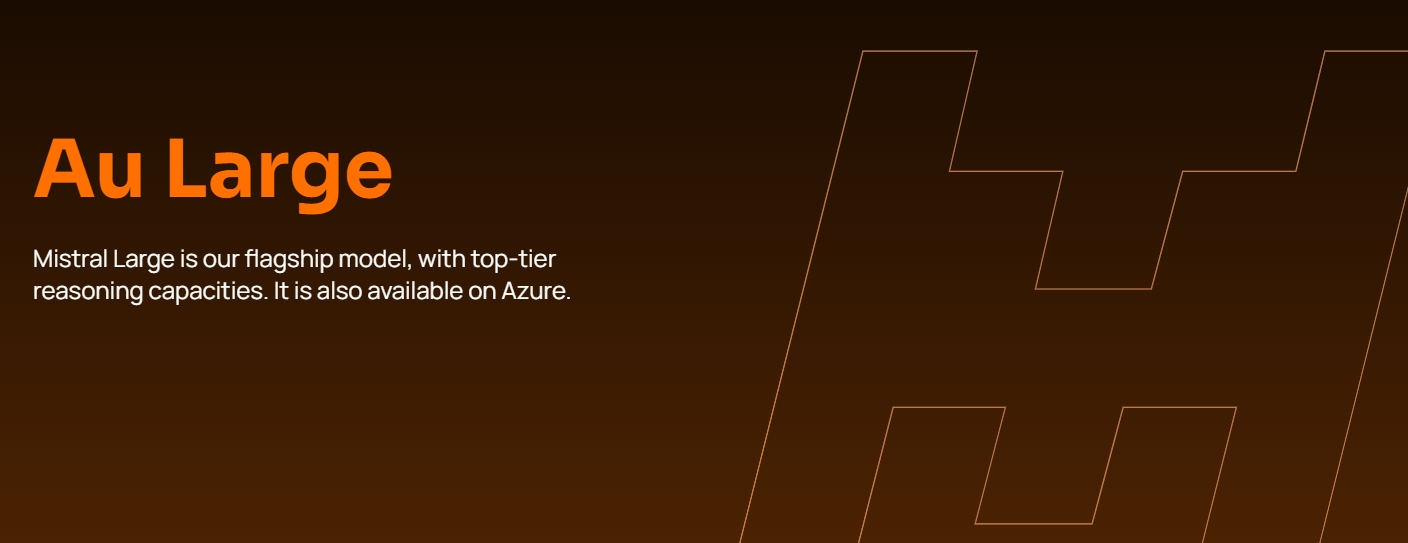 Au Large
Mistral Large is our flagship model, with top-tier
reasoning capacities. It is also available on Azure.